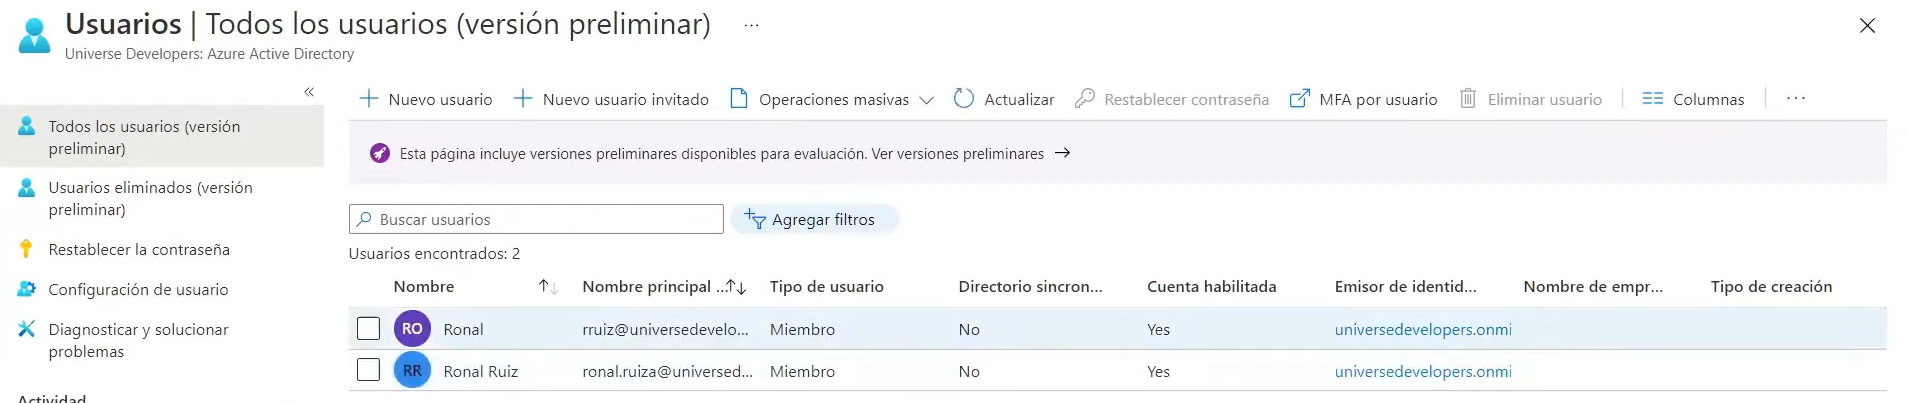 Usuarios | Todos los usuarios (versión preliminar) ...
Universe Developers: Azure Active Directory
«
Todos los usuarios (versión
preliminar)
Usuarios eliminados (versión
preliminar)
Restablecer la contraseña
Configuración de usuario
Diagnosticar y solucionar
problemas
Actividad
Nuevo usuario Nuevo usuario invitado Operaciones masivas Actualizar Restablecer contraseña MFA por usuario Eliminar usuario Columnas ...
Esta página incluye versiones preliminares disponibles para evaluación. Ver versiones preliminares →
Buscar usuarios Agregar filtros
Usuarios encontrados: 2
Nombre Nombre principal ... Tipo de usuario Directorio sincron... Cuenta habilitada Emisor de identid... Nombre de empr... Tipo de creación
RO Ronal rruiz@universedevelo... Miembro No Yes universedevelopers.onmi
RR Ronal Ruiz ronal.ruiza@universed... Miembro No Yes universedevelopers.onmi